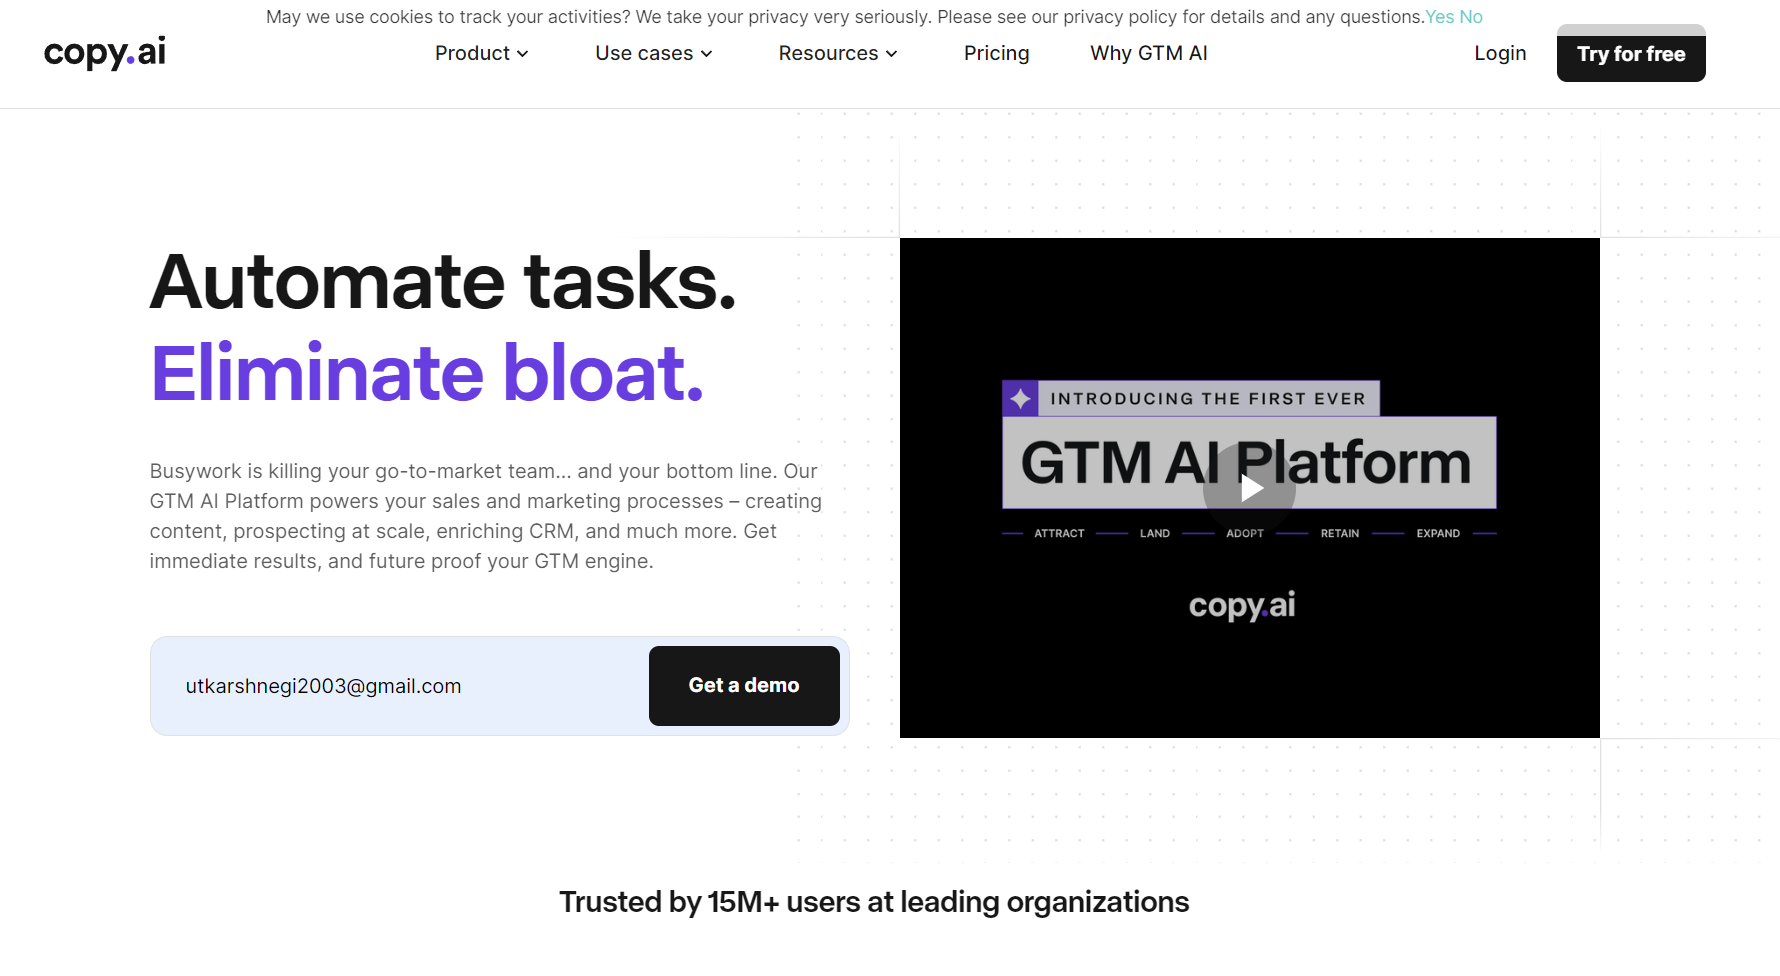 May we use cookies to track your activities? We take your privacy very seriously. Please see our privacy policy for details and any questions.Yes No
copy.ai
Product
Use cases
Resources
Pricing
Why GTM AI
Login
Try for free
Automate tasks.
Eliminate bloat.
Busywork is killing your go-to-market team... and your bottom line. Our
GTM AI Platform powers your sales and marketing processes – creating
content, prospecting at scale, enriching CRM, and much more. Get
immediate results, and future proof your GTM engine.
utkarshnegi2003@gmail.com
Get a demo
INTRODUCING THE FIRST EVER
GTM AI Platform
ATTRACT
LAND
ADOPT
RETAIN
EXPAND
copy.ai
Trusted by 15M+ users at leading organizations